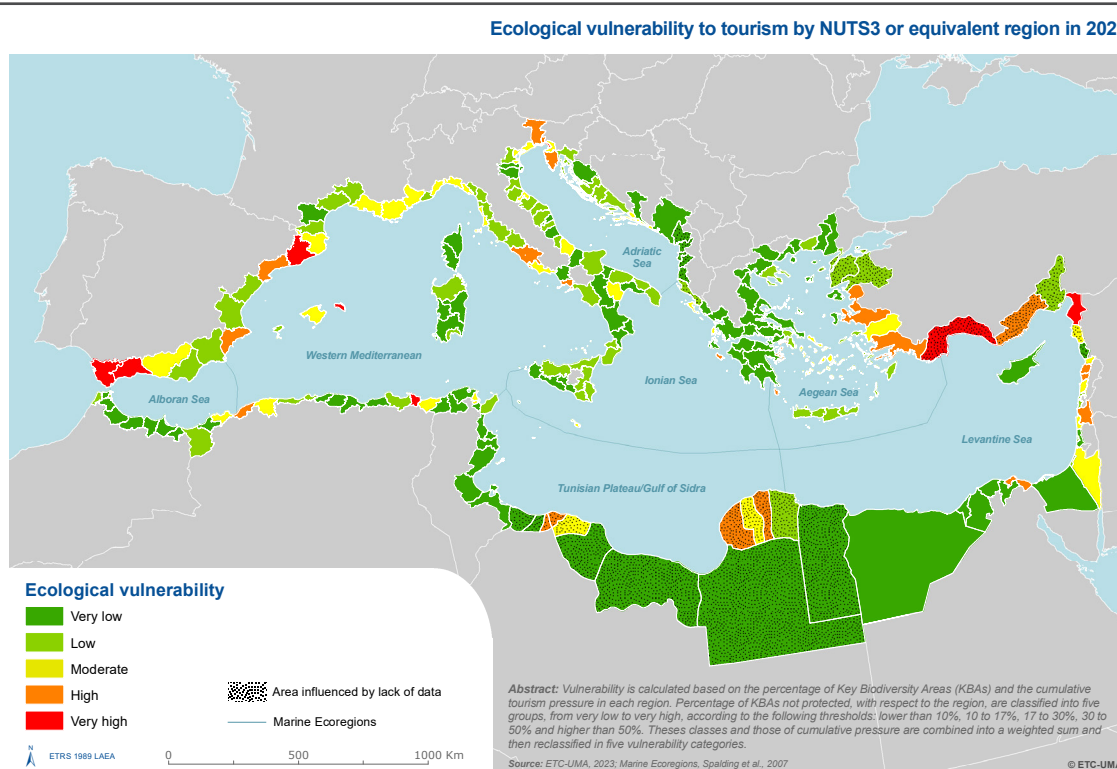 Ecological vulnerability to tourism by NUTS3 or equivalent region in 202
Adriatic
Sea
Western Mediterranean
Ionian Sea
Aegean Sea
Alboran Sea
Levantine Sea
Tunisian Plateau/Gulf of Sidra
Ecological vulnerability
Very low
Low
Moderate
High
Very high
Area influenced by lack of data
Marine Ecoregions
N
ETRS 1989 LAEA
0 500 1000 Km
Abstract: Vulnerability is calculated based on the percentage of Key Biodiversity Areas (KBAs) and the cumulative
tourism pressure in each region. Percentage of KBAs not protected, with respect to the region, are classified into five
groups, from very low to very high, according to the following thresholds: lower than 10%, 10 to 17%, 17 to 30%, 30 to
50% and higher than 50%. Theses classes and those of cumulative pressure are combined into a weighted sum and
then reclassified in five vulnerability categories.
Source: ETC-UMA, 2023; Marine Ecoregions, Spalding et al., 2007
© ETC-UMA